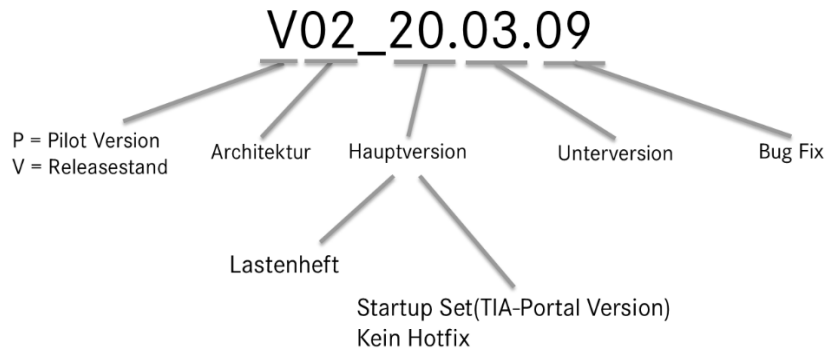 V02_20.03.09
P = Pilot Version
V = Releasestand
Architektur
Hauptversion
Unterversion
Bug Fix
Lastenheft
Startup Set(TIA-Portal Version)
Kein Hotfix